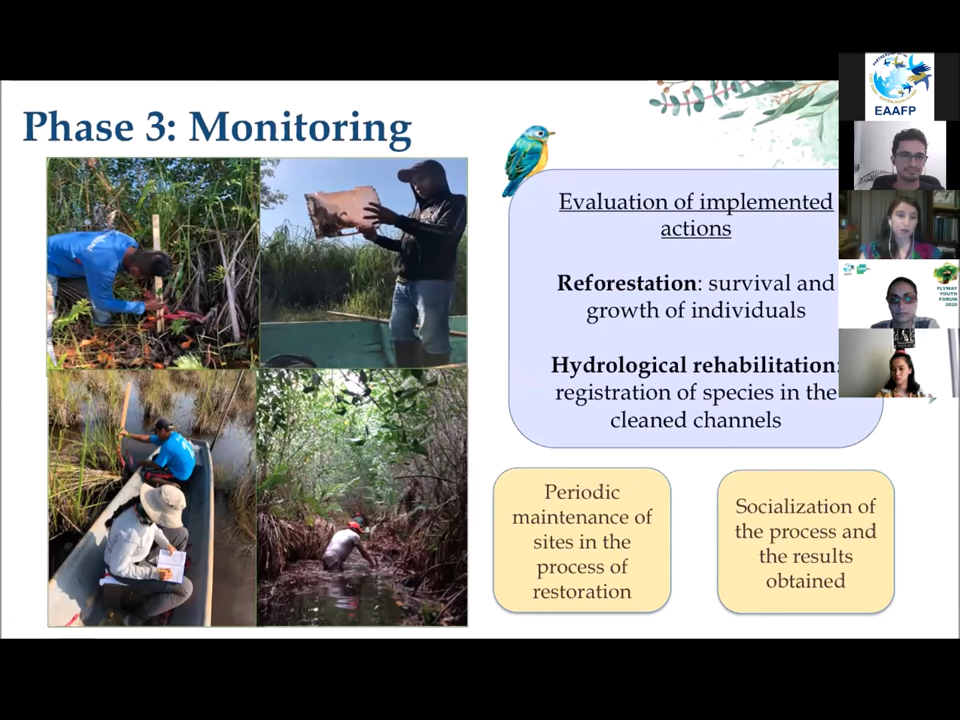 Phase 3: Monitoring
Evaluation of implemented
actions
Reforestation: survival and
growth of individuals
Hydrological rehabilitation:
registration of species in the
cleaned channels
Periodic
maintenance of
sites in the
process of
restoration
Socialization of
the process and
the results
obtained
EAAFP
FLYWAY
YOUTH
FORUM
2020